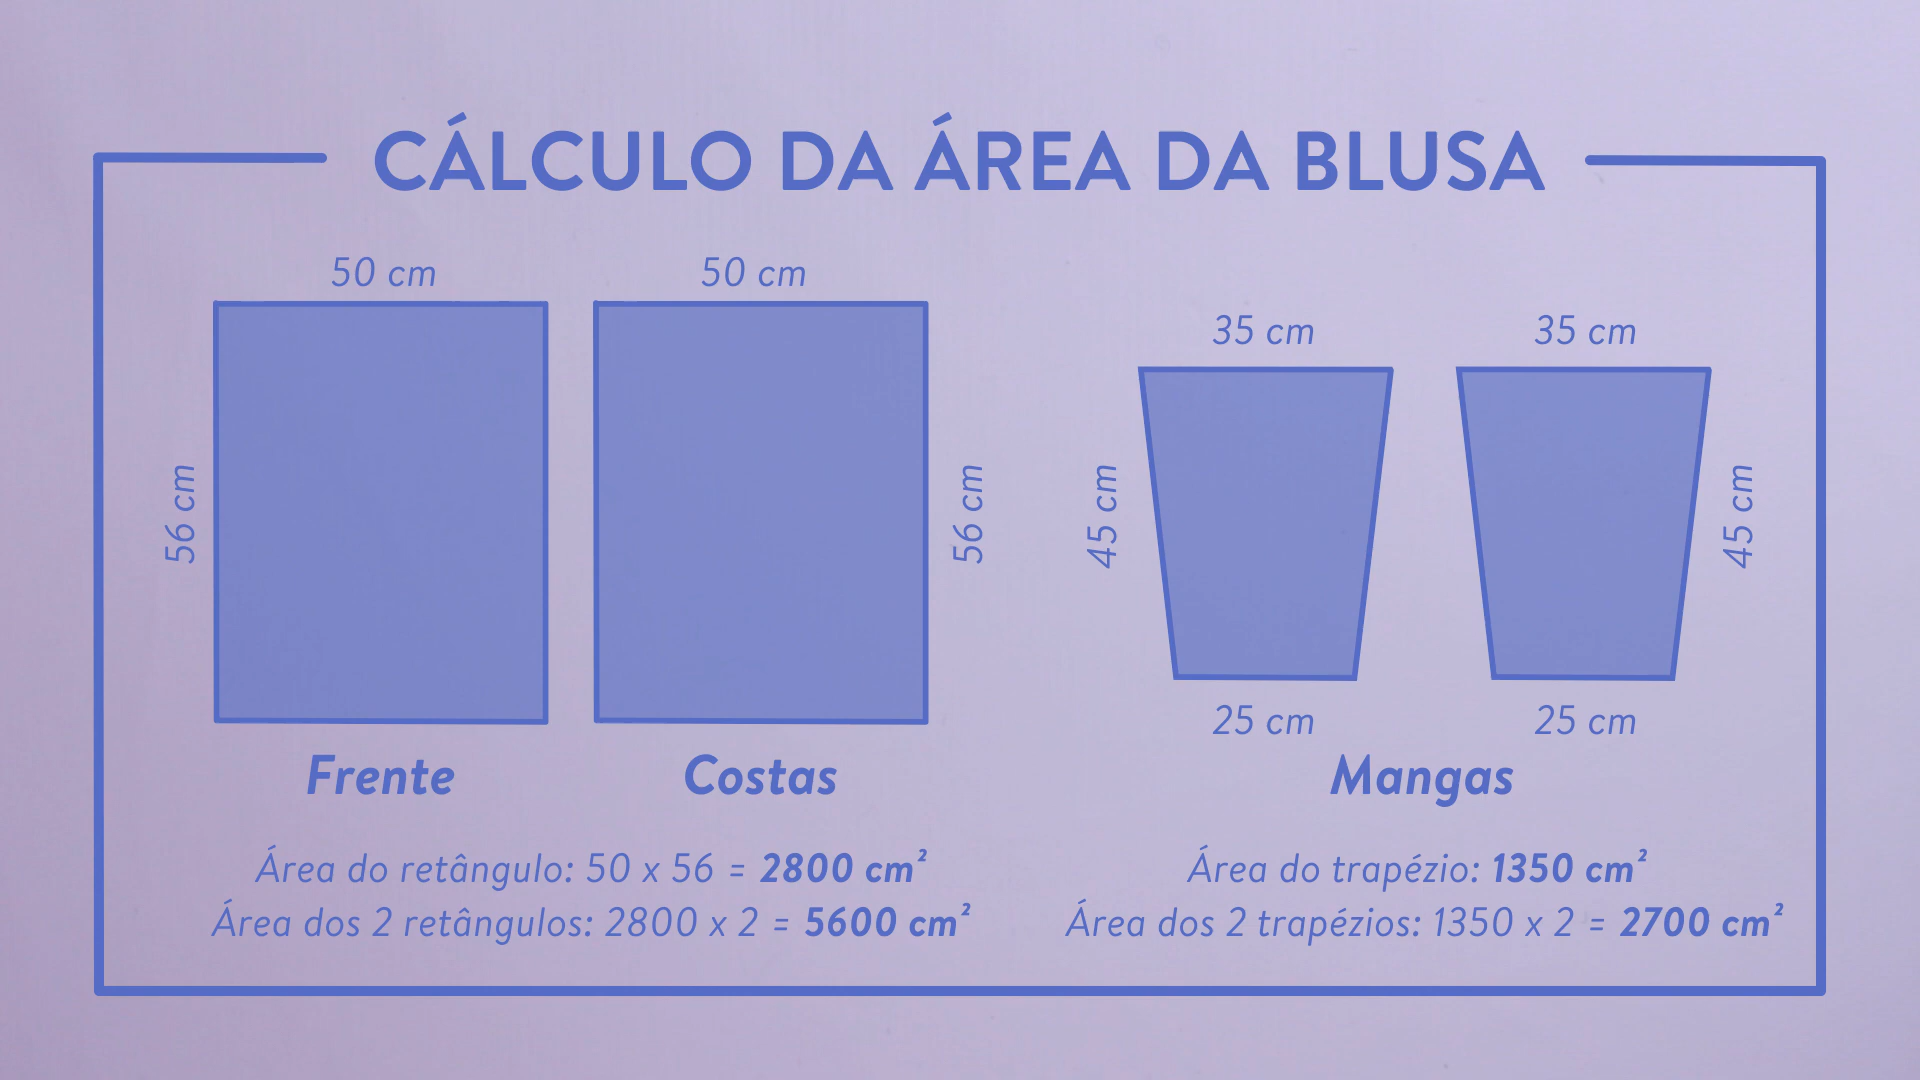 CÁLCULO DA ÁREA DA BLUSA
50 cm
50 cm
56 cm
56 cm
Frente
Costas
35 cm
35 cm
45 cm
45 cm
25 cm
25 cm
Mangas
Área do retângulo: 50 x 56 = 2800 cm²
Área dos 2 retângulos: 2800 x 2 = 5600 cm²
Área do trapézio: 1350 cm²
Área dos 2 trapézios: 1350 x 2 = 2700 cm²